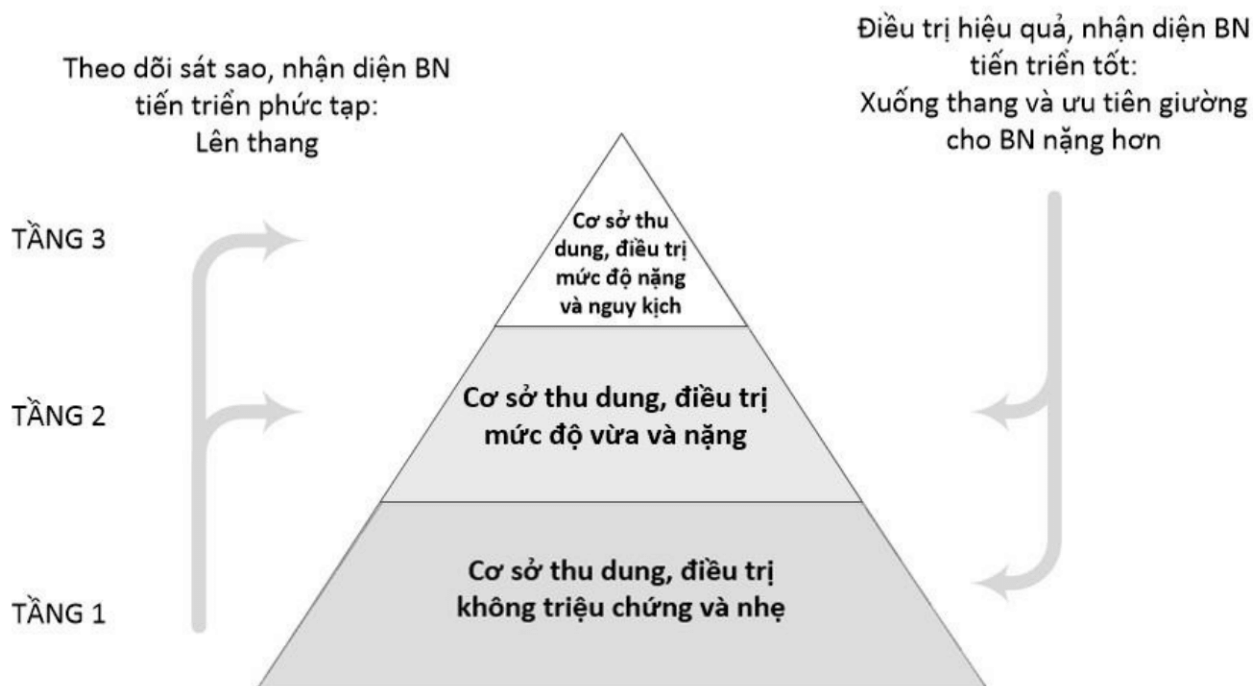 Theo dõi sát sao, nhận diện BN
tiến triển phức tạp:
Lên thang
Điều trị hiệu quả, nhận diện BN
tiến triển tốt:
Xuống thang và ưu tiên giường
cho BN nặng hơn
TẦNG 3
Cơ sở thu
dung, điều trị
mức độ nặng
và nguy kịch
TẦNG 2
Cơ sở thu dung, điều trị
mức độ vừa và nặng
TẦNG 1
Cơ sở thu dung, điều trị
không triệu chứng và nhẹ